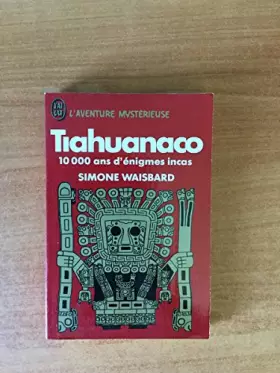 J'AI LU
L'AVENTURE MYSTÉRIEUSE
Tiahuanaco
10 000 ans d'énigmes incas
SIMONE WAISBARD